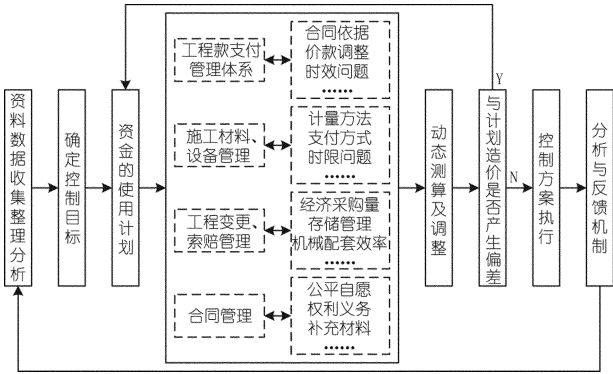 资料数据收集整理分析
确定控制目标
资金的使用计划
工程款支付
管理体系
合同依据
价款调整
时效问题
……
施工材料、
设备管理
计量方法
支付方式
时限问题
……
工程变更、
索赔管理
经济采购量
存储管理
机械配套效率
……
合同管理
公平自愿
权利义务
补充材料
……
动态测算及调整
Y
与计划造价是否产生偏差
N
控制方案执行
分析与反馈机制